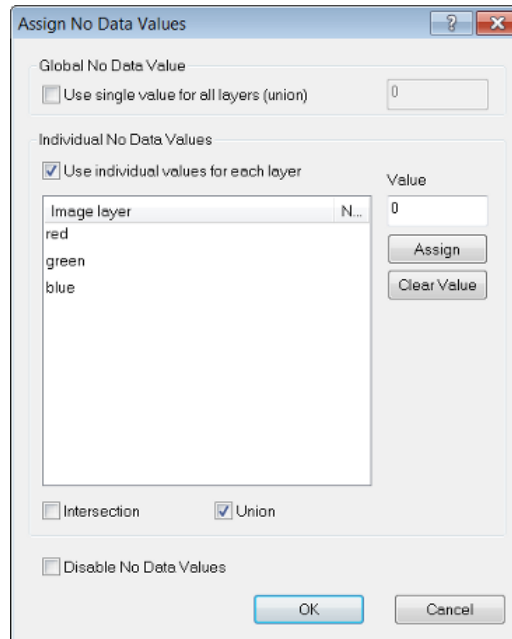 Assign No Data Values
?
Global No Data Value
Use single value for all layers (union)
0
Individual No Data Values
Use individual values for each layer
Value
Image layer N...
0
red
green
Assign
blue
Clear Value
Intersection Union
Disable No Data Values
OK Cancel